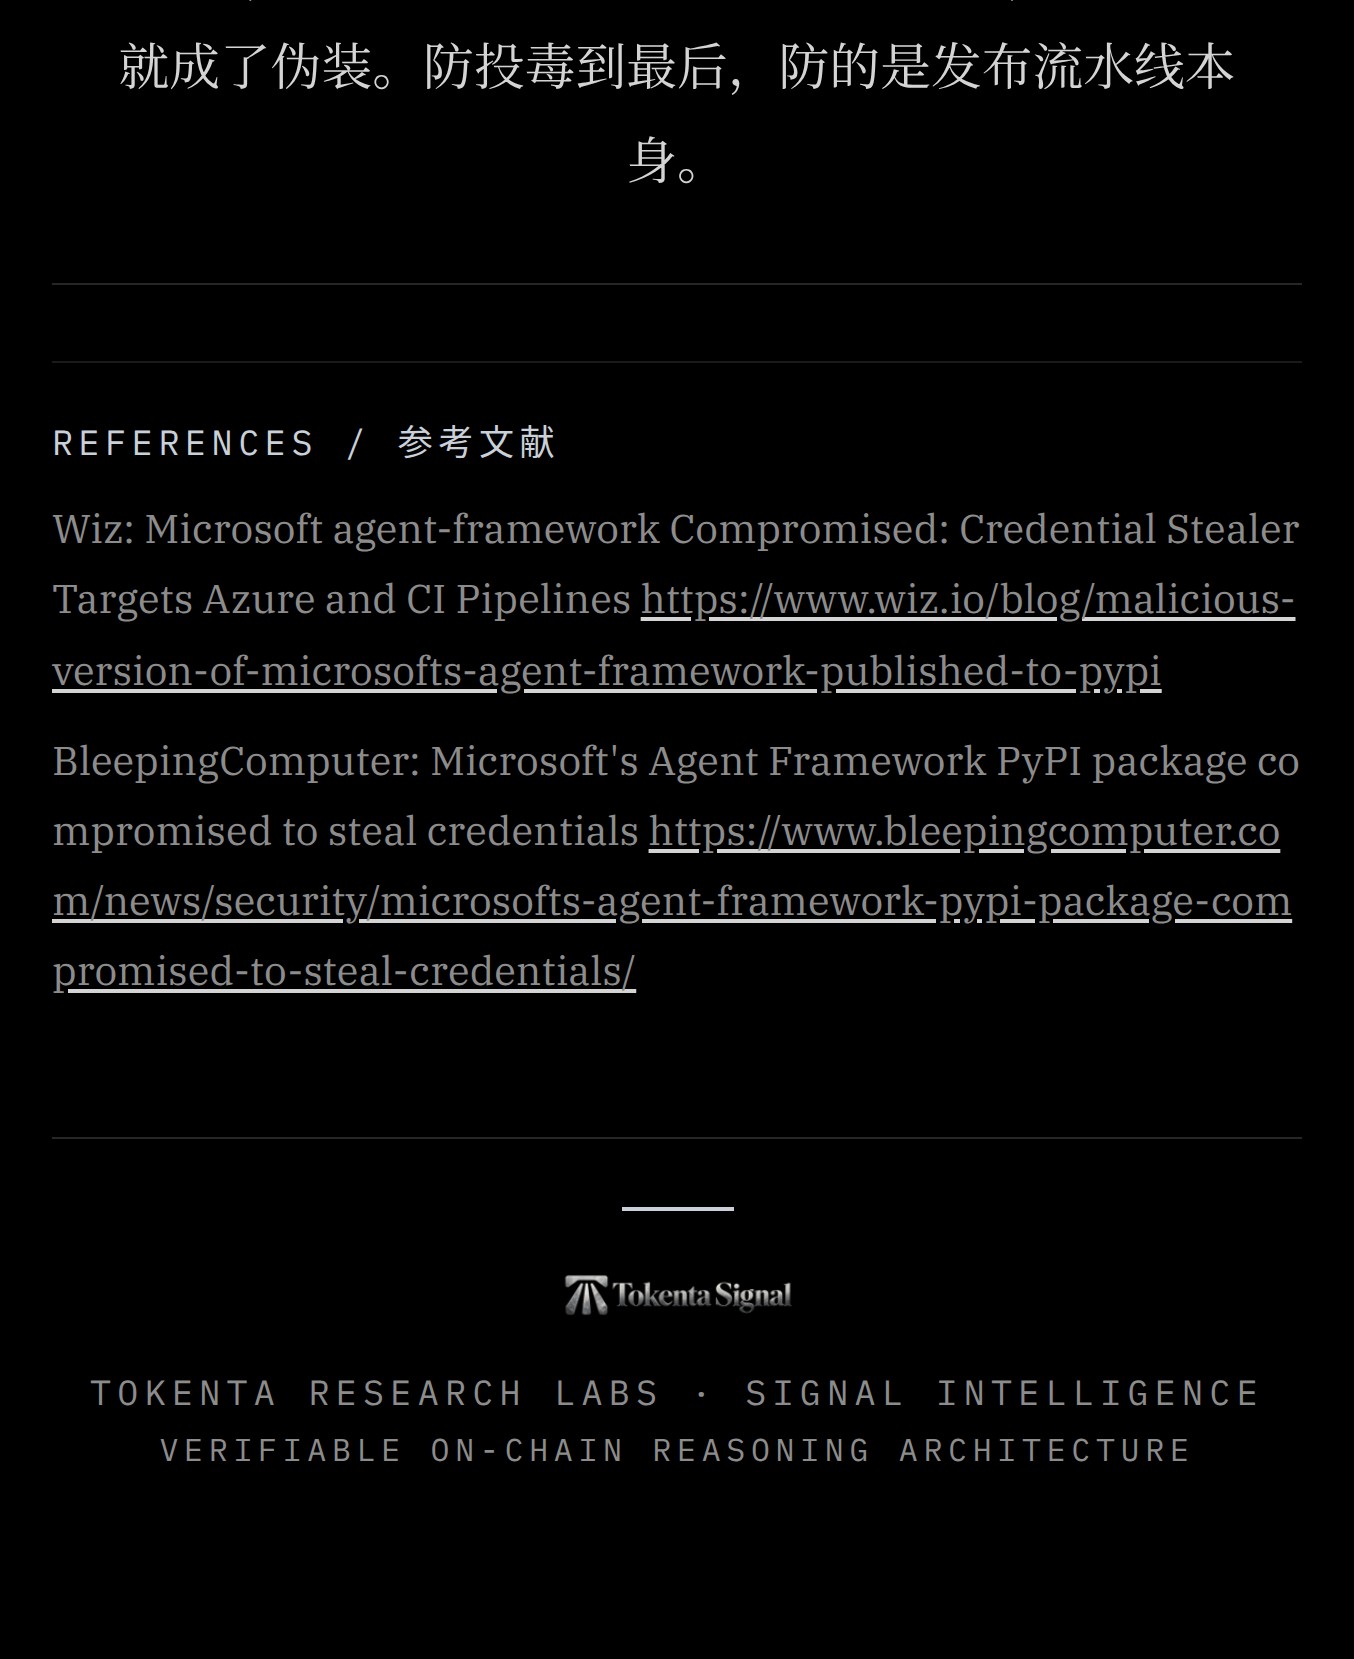 就成了伪装。防投毒到最后，防的是发布流水线本
身。
REFERENCES / 参考文献
Wiz: Microsoft agent-framework Compromised: Credential Stealer
Targets Azure and CI Pipelines https://www.wiz.io/blog/malicious-
version-of-microsofts-agent-framework-published-to-pypi
BleepingComputer: Microsoft's Agent Framework PyPI package co
mpromised to steal credentials https://www.bleepingcomputer.co
m/news/security/microsofts-agent-framework-pypi-package-com
promised-to-steal-credentials/
Tokenta Signal
TOKENTA RESEARCH LABS · SIGNAL INTELLIGENCE
VERIFIABLE ON-CHAIN REASONING ARCHITECTURE